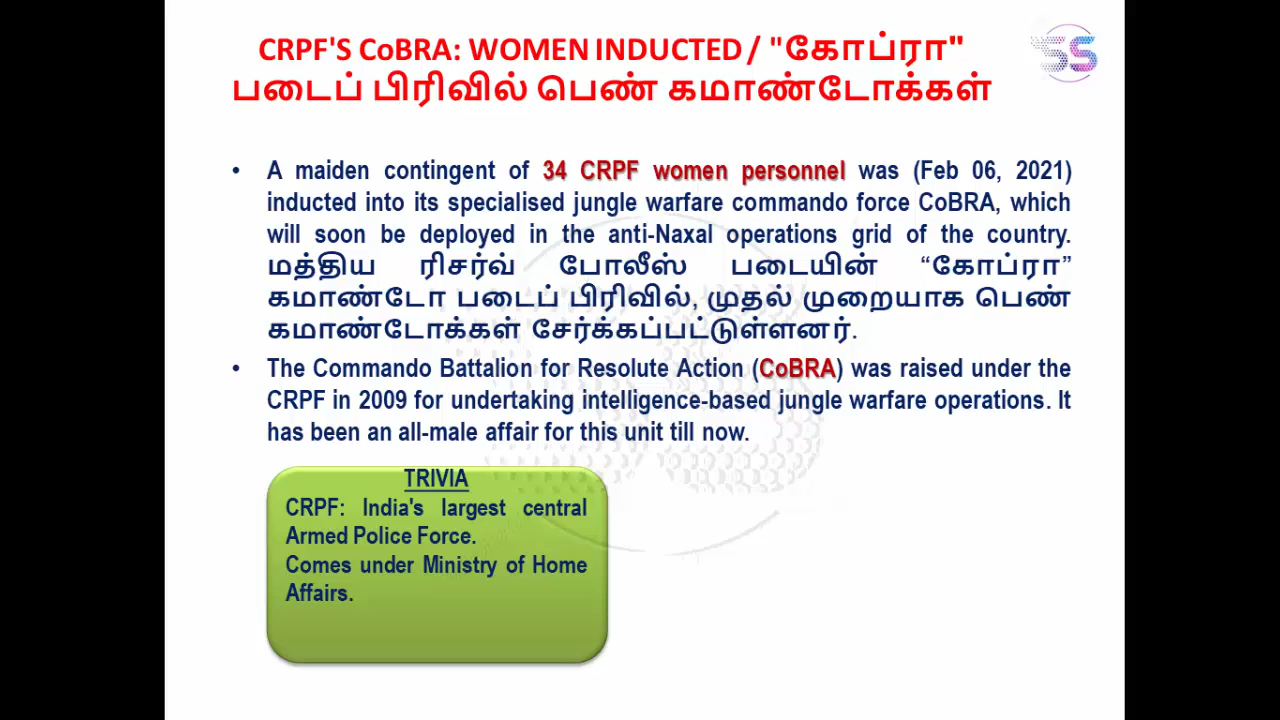 CRPF'S CoBRA: WOMEN INDUCTED / "கோப்ரா"
படைப் பிரிவில் பெண் கமாண்டோக்கள்
SS
• A maiden contingent of 34 CRPF women personnel was (Feb 06, 2021)
inducted into its specialised jungle warfare commando force CoBRA, which
will soon be deployed in the anti-Naxal operations grid of the country.
மத்திய ரிசர்வ் போலீஸ் படையின் “கோப்ரா”
கமாண்டோ படைப் பிரிவில், முதல் முறையாக பெண்
கமாண்டோக்கள் சேர்க்கப்பட்டுள்ளனர்.
• The Commando Battalion for Resolute Action (CoBRA) was raised under the
CRPF in 2009 for undertaking intelligence-based jungle warfare operations. It
has been an all-male affair for this unit till now.
TRIVIA
CRPF: India's largest central
Armed Police Force.
Comes under Ministry of Home
Affairs.